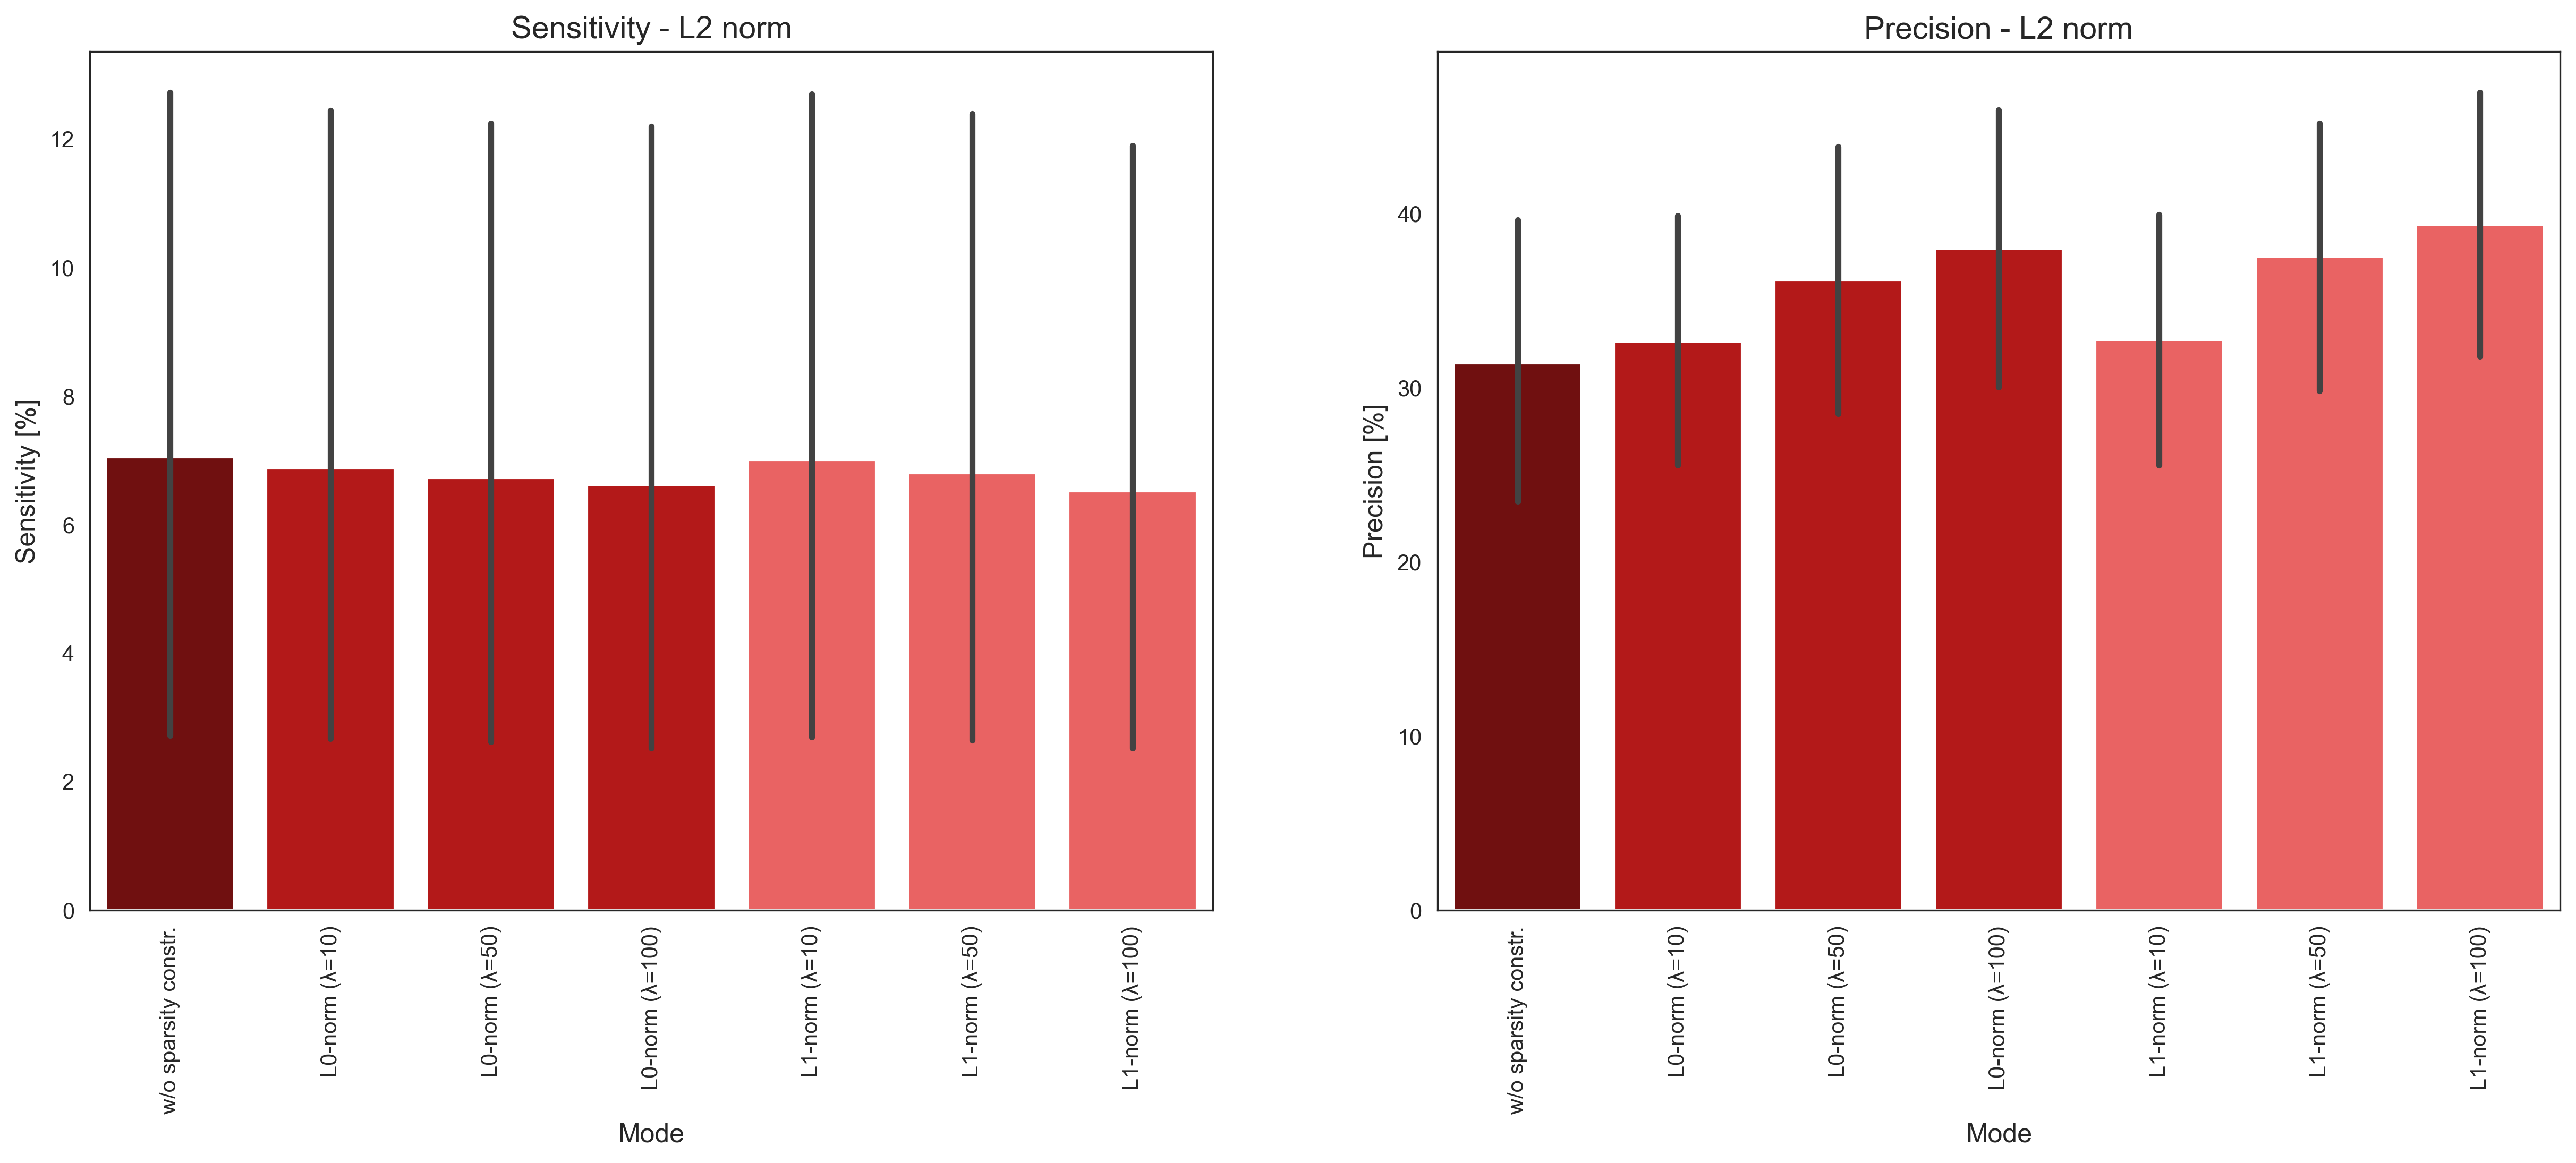 Sensitivity - L2 norm
Sensitivity [%]
12
10
8
6
4
2
0
w/o sparsity constr.
L0-norm (λ=10)
L0-norm (λ=50)
L0-norm (λ=100)
L1-norm (λ=10)
L1-norm (λ=50)
L1-norm (λ=100)
Mode
Precision - L2 norm
Precision [%]
40
30
20
10
0
w/o sparsity constr.
L0-norm (λ=10)
L0-norm (λ=50)
L0-norm (λ=100)
L1-norm (λ=10)
L1-norm (λ=50)
L1-norm (λ=100)
Mode